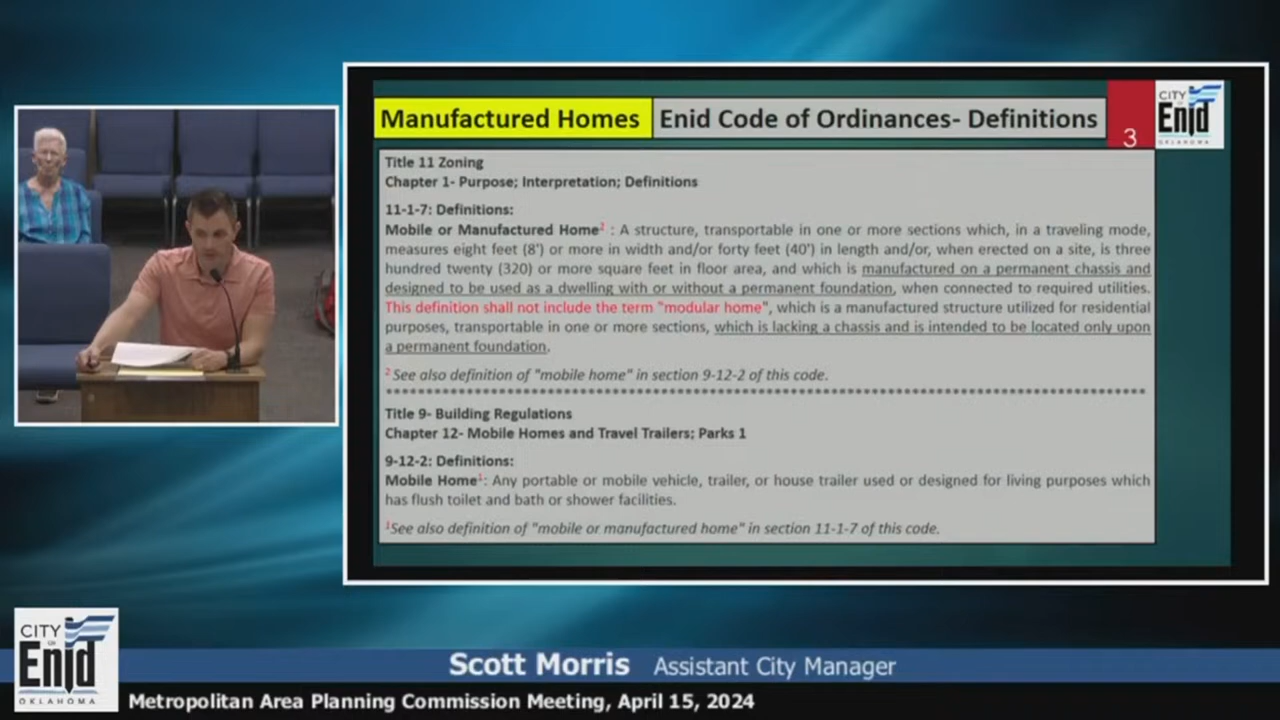 Manufactured Homes Enid Code of Ordinances- Definitions
3
CITY
OF
Enid
OKLAHOMA
Title 11 Zoning
Chapter 1- Purpose; Interpretation; Definitions
11-1-7: Definitions:
Mobile or Manufactured Home2 : A structure, transportable in one or more sections which, in a traveling mode,
measures eight feet (8') or more in width and/or forty feet (40') in length and/or, when erected on a site, is three
hundred twenty (320) or more square feet in floor area, and which is manufactured on a permanent chassis and
designed to be used as a dwelling with or without a permanent foundation, when connected to required utilities.
This definition shall not include the term "modular home", which is a manufactured structure utilized for residential
purposes, transportable in one or more sections, which is lacking a chassis and is intended to be located only upon
a permanent foundation.
2 See also definition of "mobile home" in section 9-12-2 of this code.
Title 9- Building Regulations
Chapter 12- Mobile Homes and Travel Trailers; Parks 1
9-12-2: Definitions:
Mobile Home1: Any portable or mobile vehicle, trailer, or house trailer used or designed for living purposes which
has flush toilet and bath or shower facilities.
1See also definition of "mobile or manufactured home" in section 11-1-7 of this code.
CITY
OF
Enid
OKLAHOMA
Scott Morris Assistant City Manager
Metropolitan Area Planning Commission Meeting, April 15, 2024